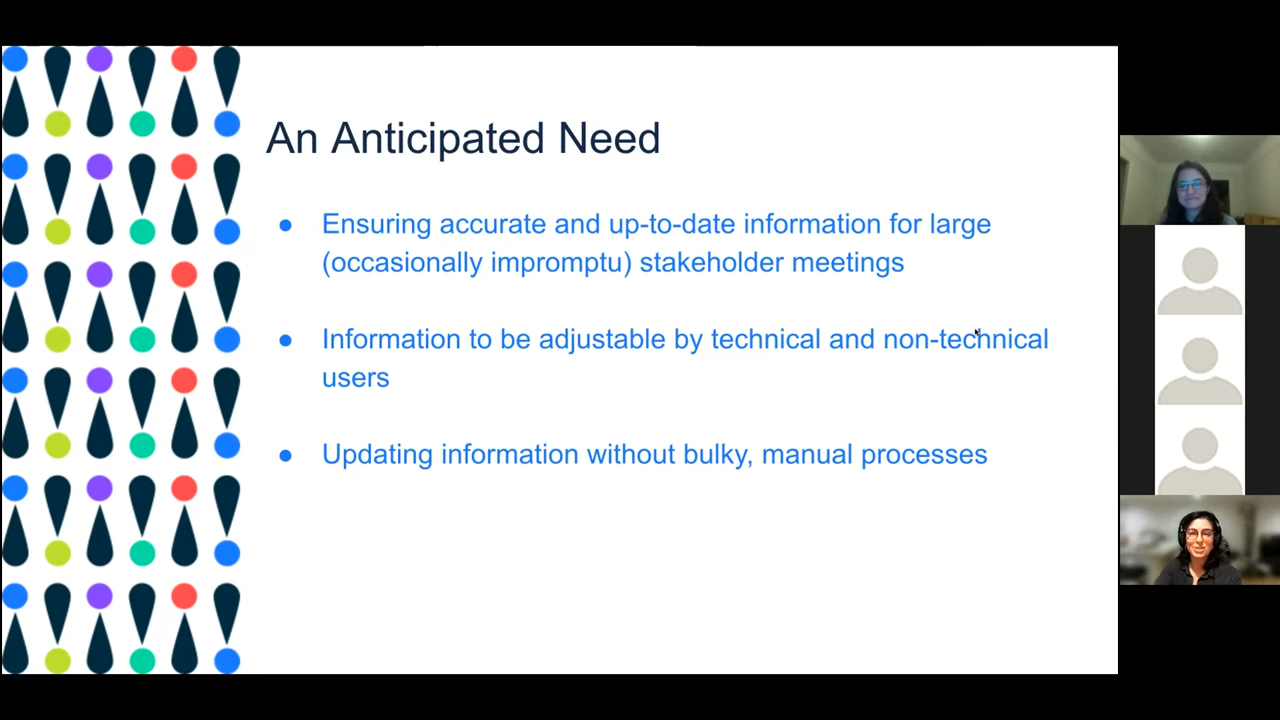 An Anticipated Need
● Ensuring accurate and up-to-date information for large
(occasionally impromptu) stakeholder meetings
● Information to be adjustable by technical and non-technical
users
● Updating information without bulky, manual processes